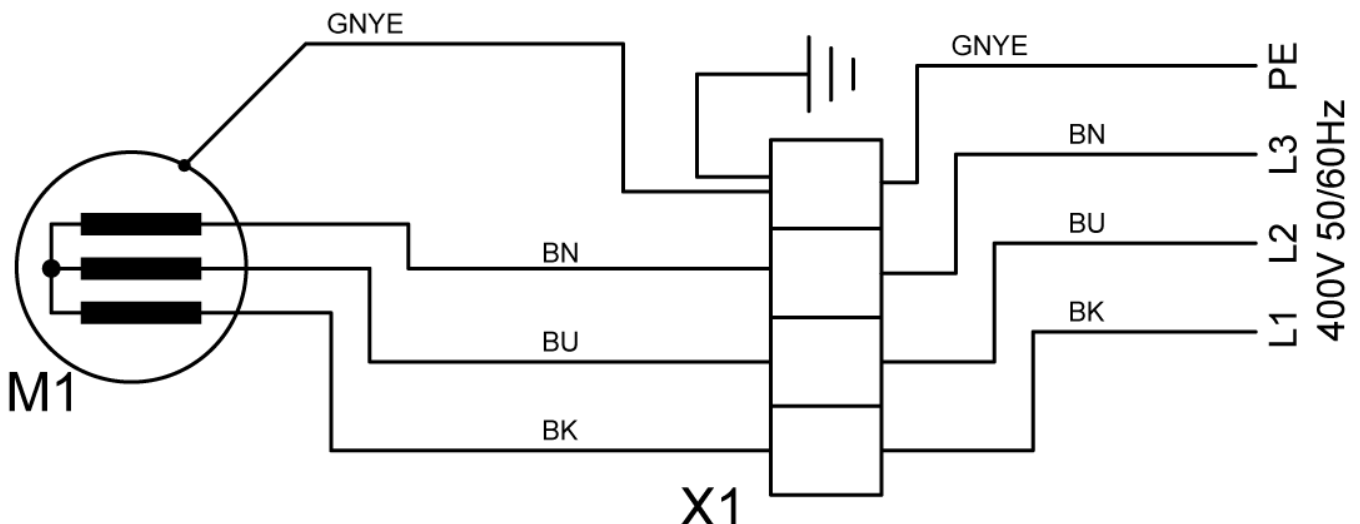 GNYE
GNYE
PE
BN
L3
BU
L2
BK
L1
400V 50/60Hz
BN
BU
BK
M1
X1